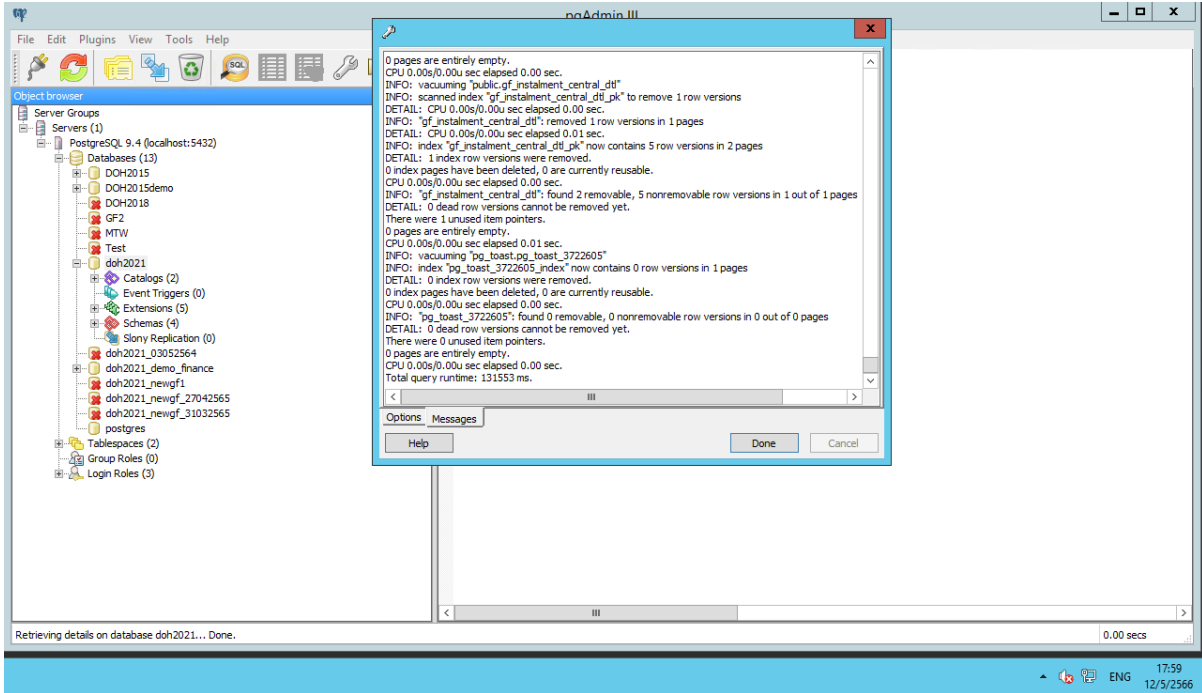 pgAdmin III
File Edit Plugins View Tools Help
SQL
Object browser
Server Groups
Servers (1)
PostgreSQL 9.4 (localhost:5432)
Databases (13)
DOH2015
DOH2015demo
DOH2018
GF2
MTW
Test
doh2021
Catalogs (2)
Event Triggers (0)
Extensions (5)
Schemas (4)
Slony Replication (0)
doh2021_03052564
doh2021_demo_finance
doh2021_newgf1
doh2021_newgf_27042565
doh2021_newgf_31032565
postgres
Tablespaces (2)
Group Roles (0)
Login Roles (3)
0 pages are entirely empty.
CPU 0.00s/0.00u sec elapsed 0.00 sec.
INFO: vacuuming "public.gf_instalment_central_dtl"
INFO: scanned index "gf_instalment_central_dtl_pk" to remove 1 row versions
DETAIL: CPU 0.00s/0.00u sec elapsed 0.00 sec.
INFO: "gf_instalment_central_dtl": removed 1 row versions in 1 pages
DETAIL: CPU 0.00s/0.00u sec elapsed 0.01 sec.
INFO: index "gf_instalment_central_dtl_pk" now contains 5 row versions in 2 pages
DETAIL: 1 index row versions were removed.
0 index pages have been deleted, 0 are currently reusable.
CPU 0.00s/0.00u sec elapsed 0.00 sec.
INFO: "gf_instalment_central_dtl": found 2 removable, 5 nonremovable row versions in 1 out of 1 pages
DETAIL: 0 dead row versions cannot be removed yet.
There were 1 unused item pointers.
0 pages are entirely empty.
CPU 0.00s/0.00u sec elapsed 0.01 sec.
INFO: vacuuming "pg_toast.pg_toast_3722605"
INFO: index "pg_toast_3722605_index" now contains 0 row versions in 1 pages
DETAIL: 0 index row versions were removed.
0 index pages have been deleted, 0 are currently reusable.
CPU 0.00s/0.00u sec elapsed 0.00 sec.
INFO: "pg_toast_3722605": found 0 removable, 0 nonremovable row versions in 0 out of 0 pages
DETAIL: 0 dead row versions cannot be removed yet.
There were 0 unused item pointers.
0 pages are entirely empty.
CPU 0.00s/0.00u sec elapsed 0.00 sec.
Total query runtime: 131553 ms.
Options Messages
Help Done Cancel
Retrieving details on database doh2021... Done. 0.00 secs
ENG 17:59
12/5/2566